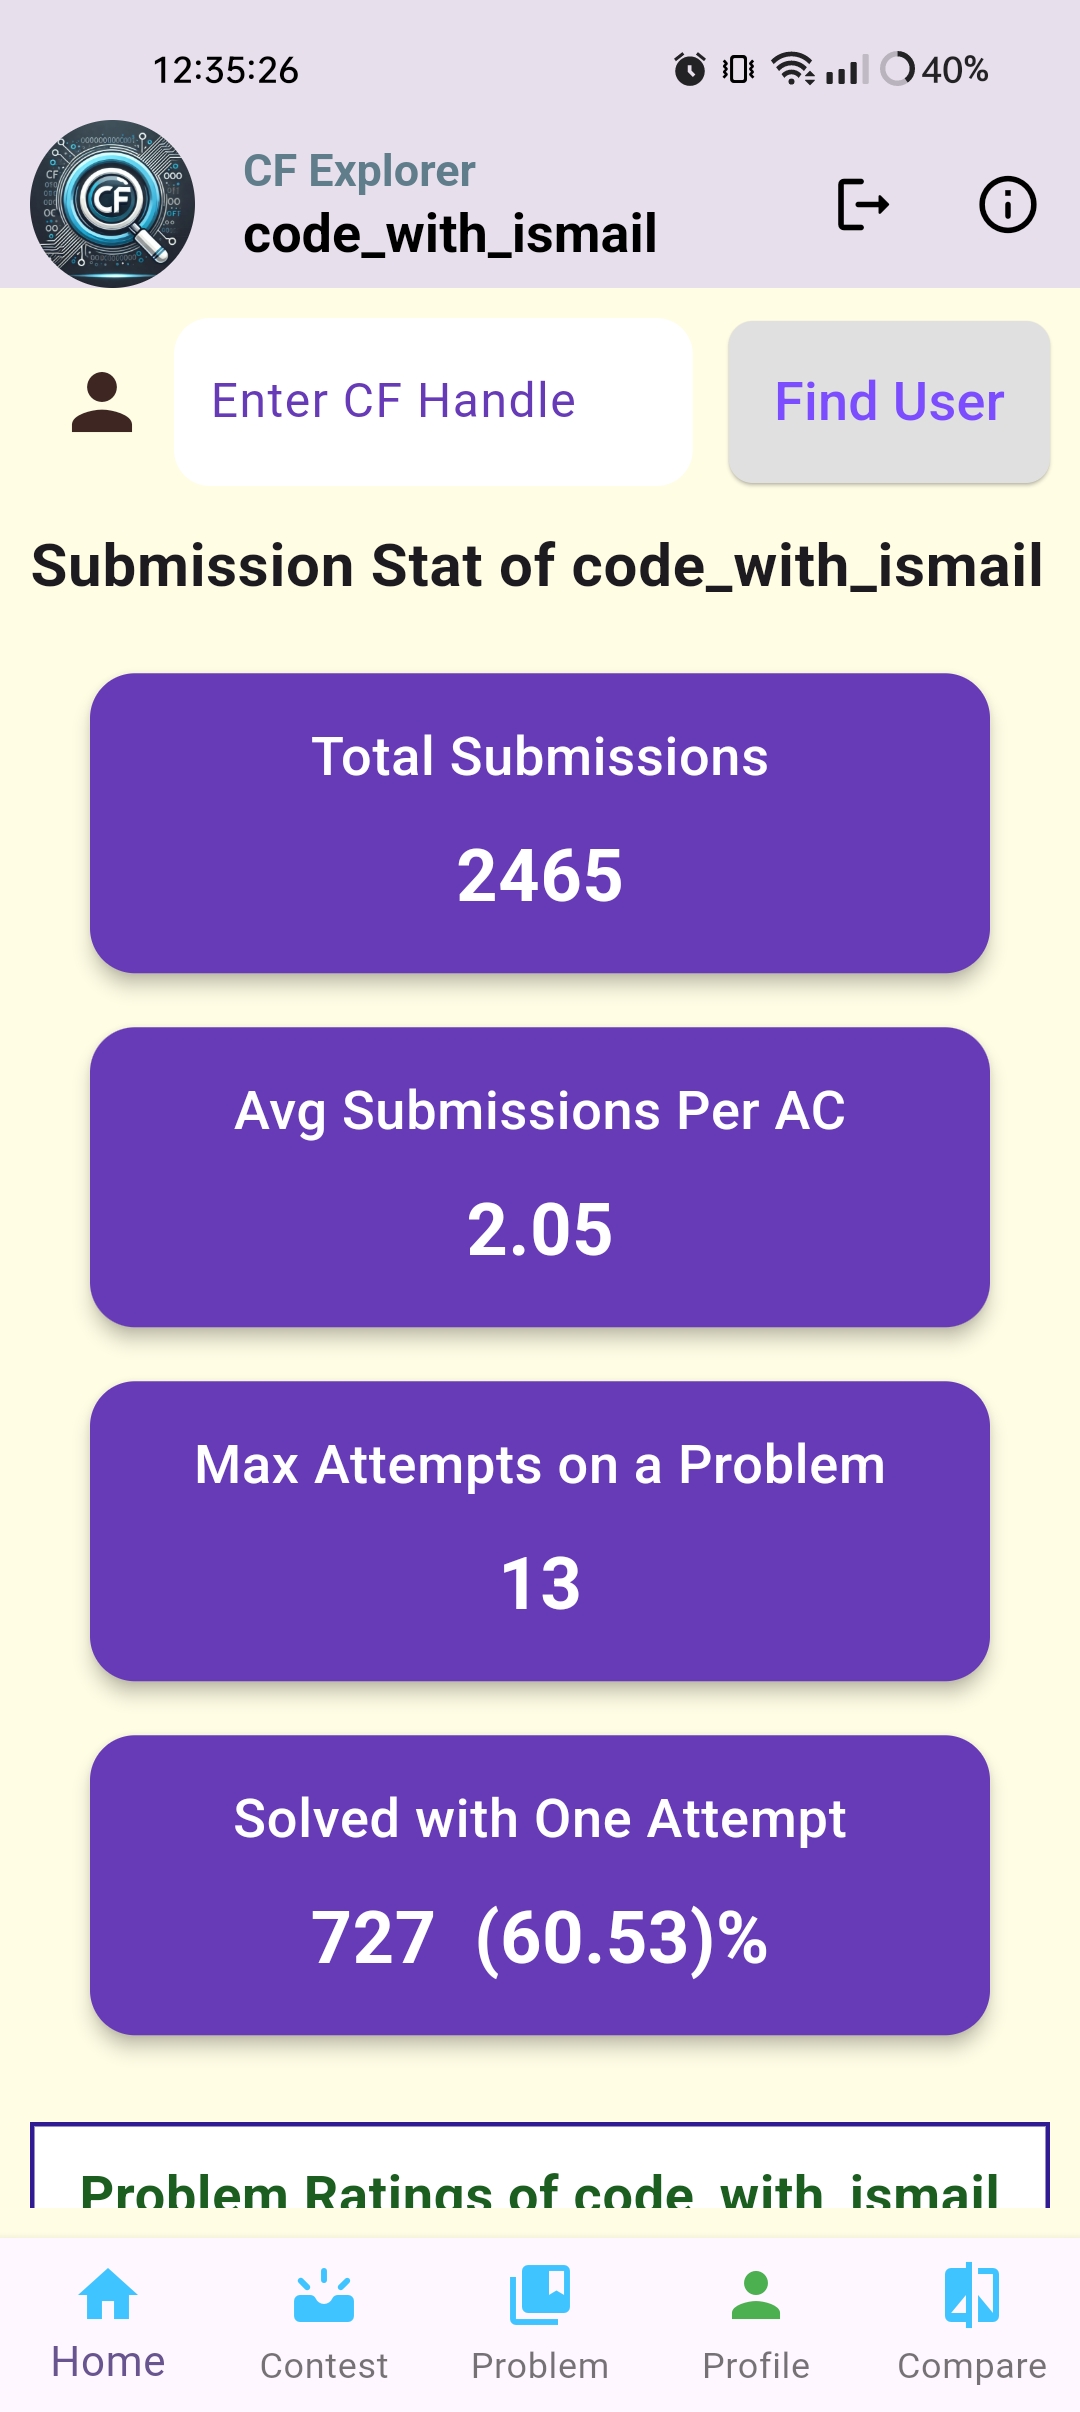 12:35:26
40%
CF
CF Explorer
code_with_ismail
Enter CF Handle
Find User
Submission Stat of code_with_ismail
Total Submissions
2465
Avg Submissions Per AC
2.05
Max Attempts on a Problem
13
Solved with One Attempt
727 (60.53)%
Problem Ratings of code_with_ismail
Home
Contest
Problem
Profile
Compare